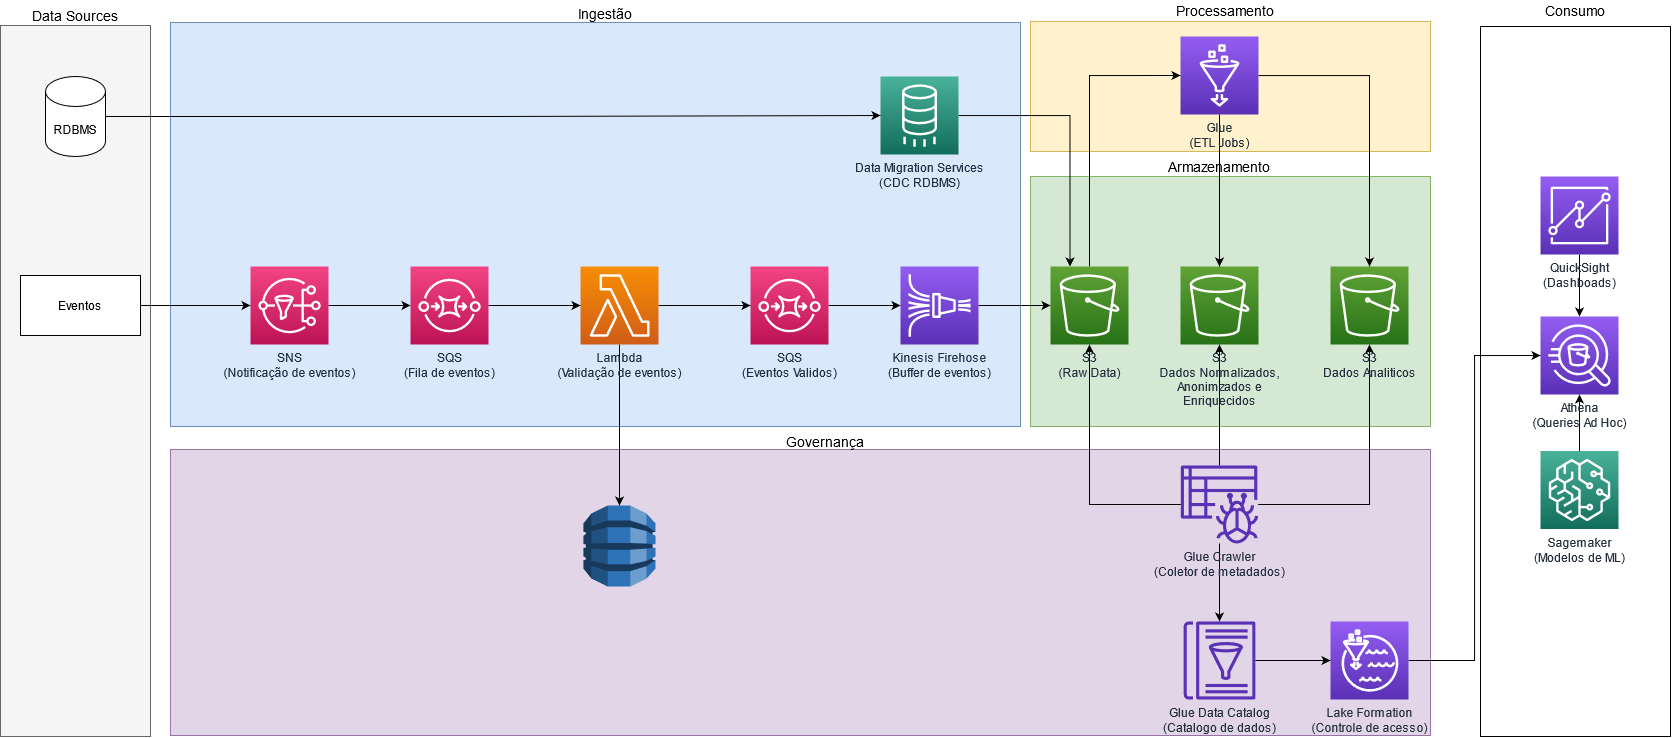 Data Sources
Ingestão
Processamento
Consumo
RDBMS
Data Migration Services
(CDC RDBMS)
Glue
(ETL Jobs)
Armazenamento
QuickSight
(Dashboads)
Eventos
SNS
(Notificação de eventos)
SQS
(Fila de eventos)
Lambda
(Validação de eventos)
SQS
(Eventos Validos)
Kinesis Firehose
(Buffer de eventos)
S3
(Raw Data)
S3
Dados Normalizados,
Anonimzados e
Enriquecidos
S3
Dados Analiticos
Athena
(Queries Ad Hoc)
Governança
Glue Crawler
(Coletor de metadados)
Sagemaker
(Modelos de ML)
Glue Data Catalog
(Catalogo de dados)
Lake Formation
(Controle de acesso)